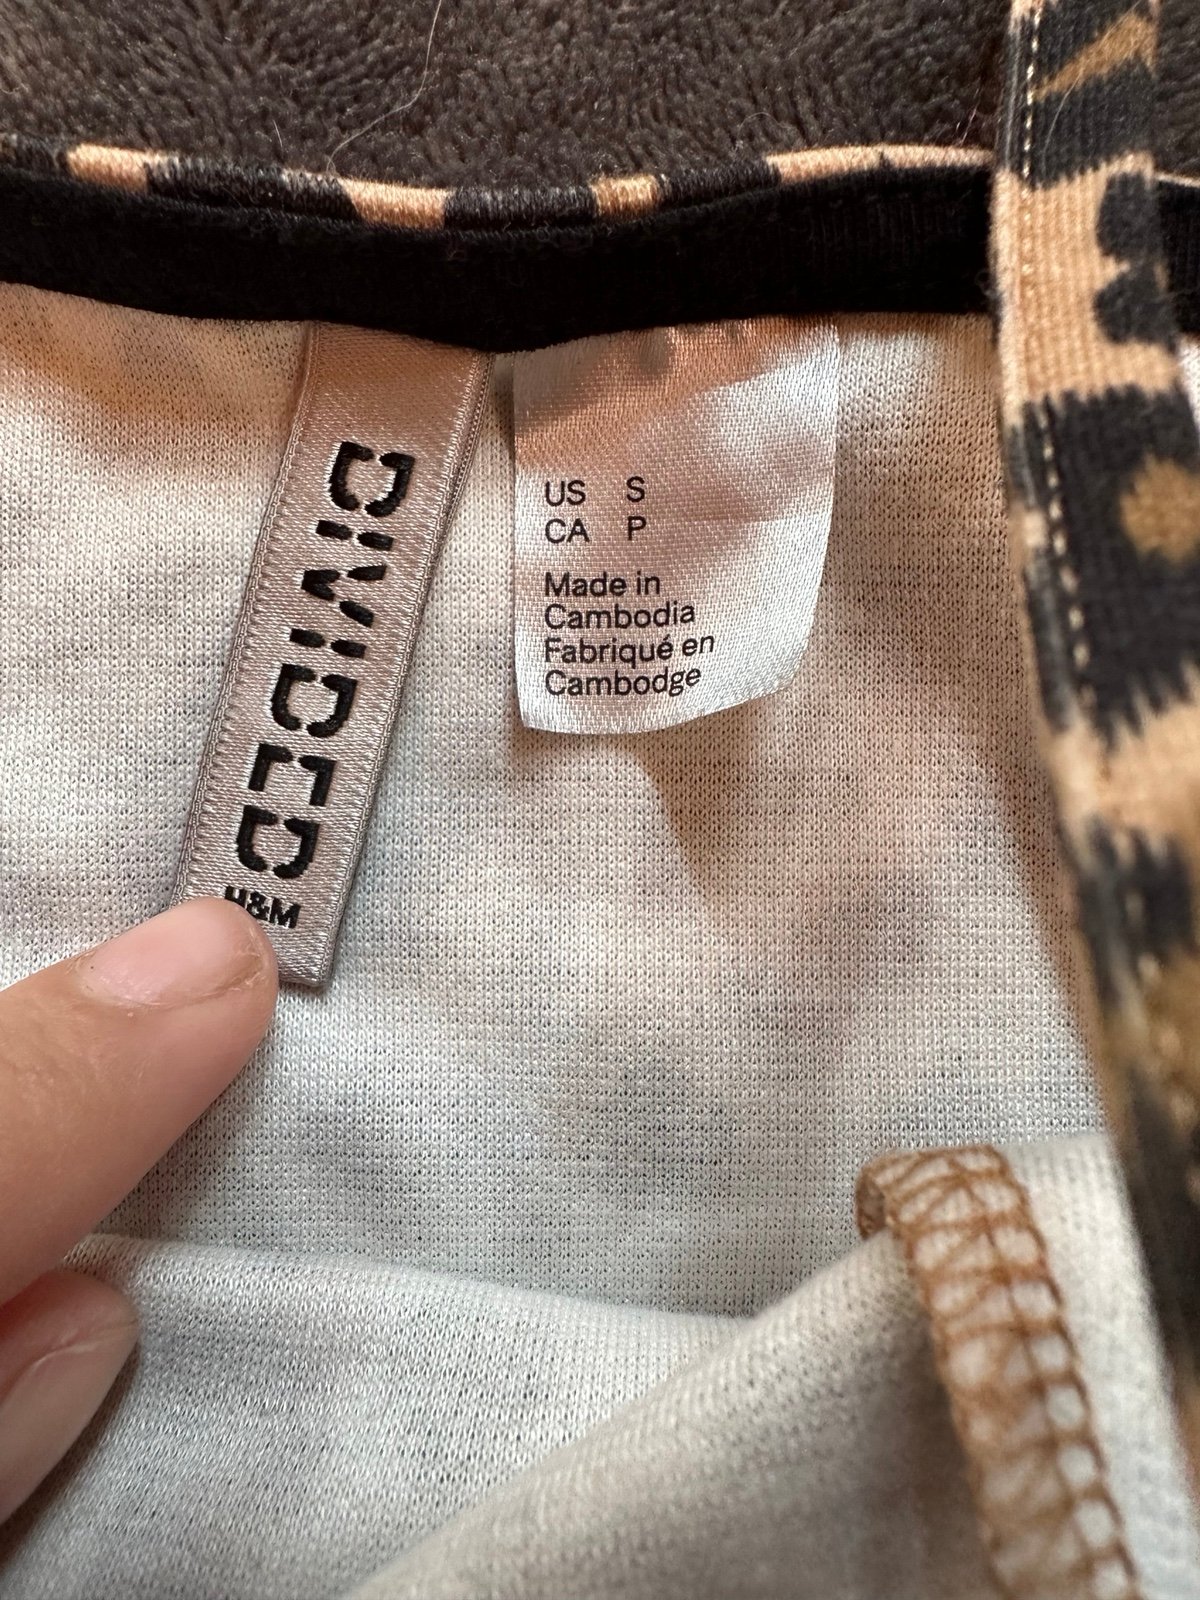 DIVIDED
H&M
US S
CA P
Made in
Cambodia
Fabriqué en
Cambodge